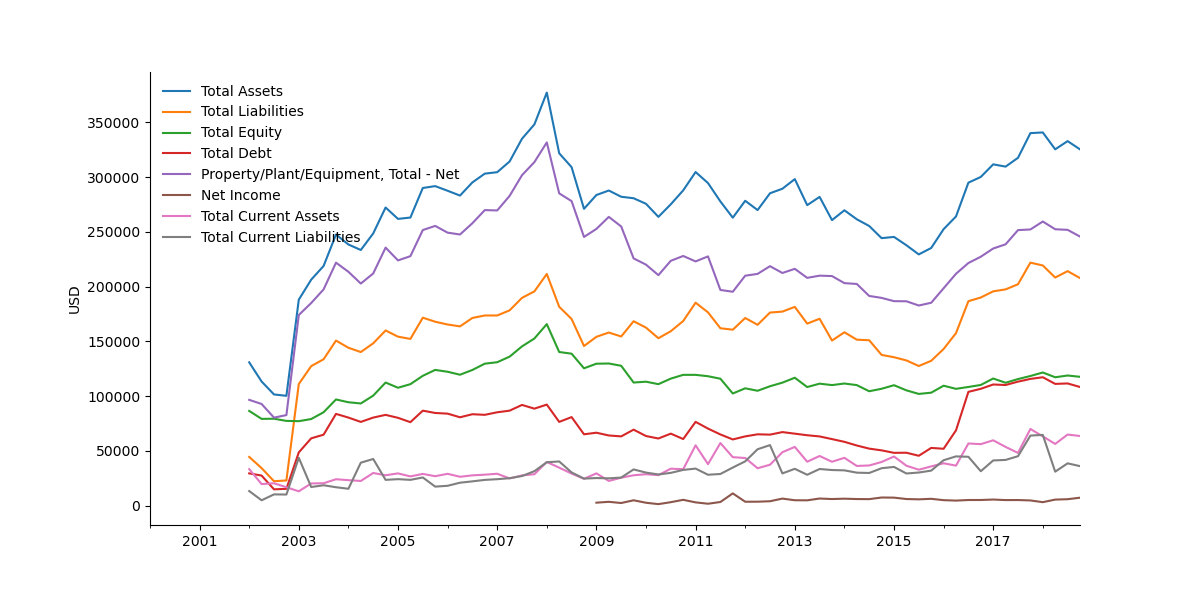 Total Assets
Total Liabilities
Total Equity
Total Debt
Property/Plant/Equipment, Total - Net
Net Income
Total Current Assets
Total Current Liabilities
USD
350000
300000
250000
200000
150000
100000
50000
0
2001 2003 2005 2007 2009 2011 2013 2015 2017